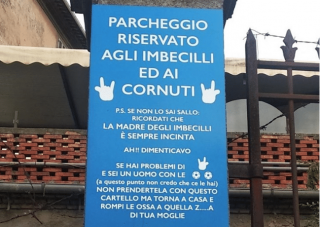 PARCHEGGIO
RISERVATO
AGLI IMBECILLI
ED AI
CORNUTI
P.S. SE NON LO SAI SALLO:
RICORDATI CHE
LA MADRE DEGLI IMBECILLI
È SEMPRE INCINTA
AH!! DIMENTICAVO
SE HAI PROBLEMI DI
E SEI UN UOMO CON LE
(a questo punto non credo che ce le hai)
NON PRENDERTELA CON QUESTO
CARTELLO MA TORNA A CASA E
ROMPI LE OSSA A QUELLA Z....A
DI TUA MOGLIE